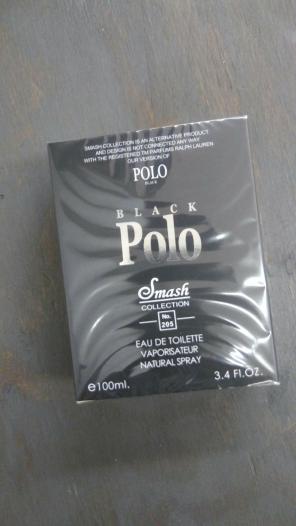 SMASH COLLECTION IS AN ALTERNATIVE PRODUCT
AND DESIGN IS NOT CONNECTED ANY WAY
WITH THE REGISTERED TM PARFUMS RALPH LAUREN
OUR VERSION OF
POLO
BLACK
BLACK
Polo
Smash
COLLECTION
No.
205
EAU DE TOILETTE
VAPORISATEUR
NATURAL SPRAY
e100ml.
3.4 Fl.OZ.